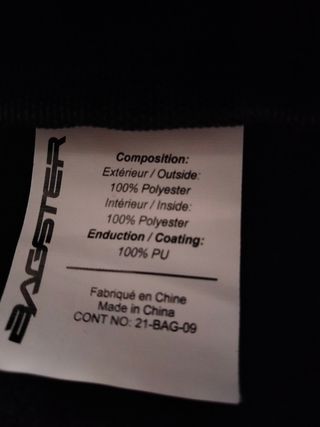 BAGSTER
Composition:
Extérieur / Outside:
100% Polyester
Intérieur / Inside:
100% Polyester
Enduction / Coating:
100% PU
Fabriqué en Chine
Made in China
CONT NO: 21-BAG-09